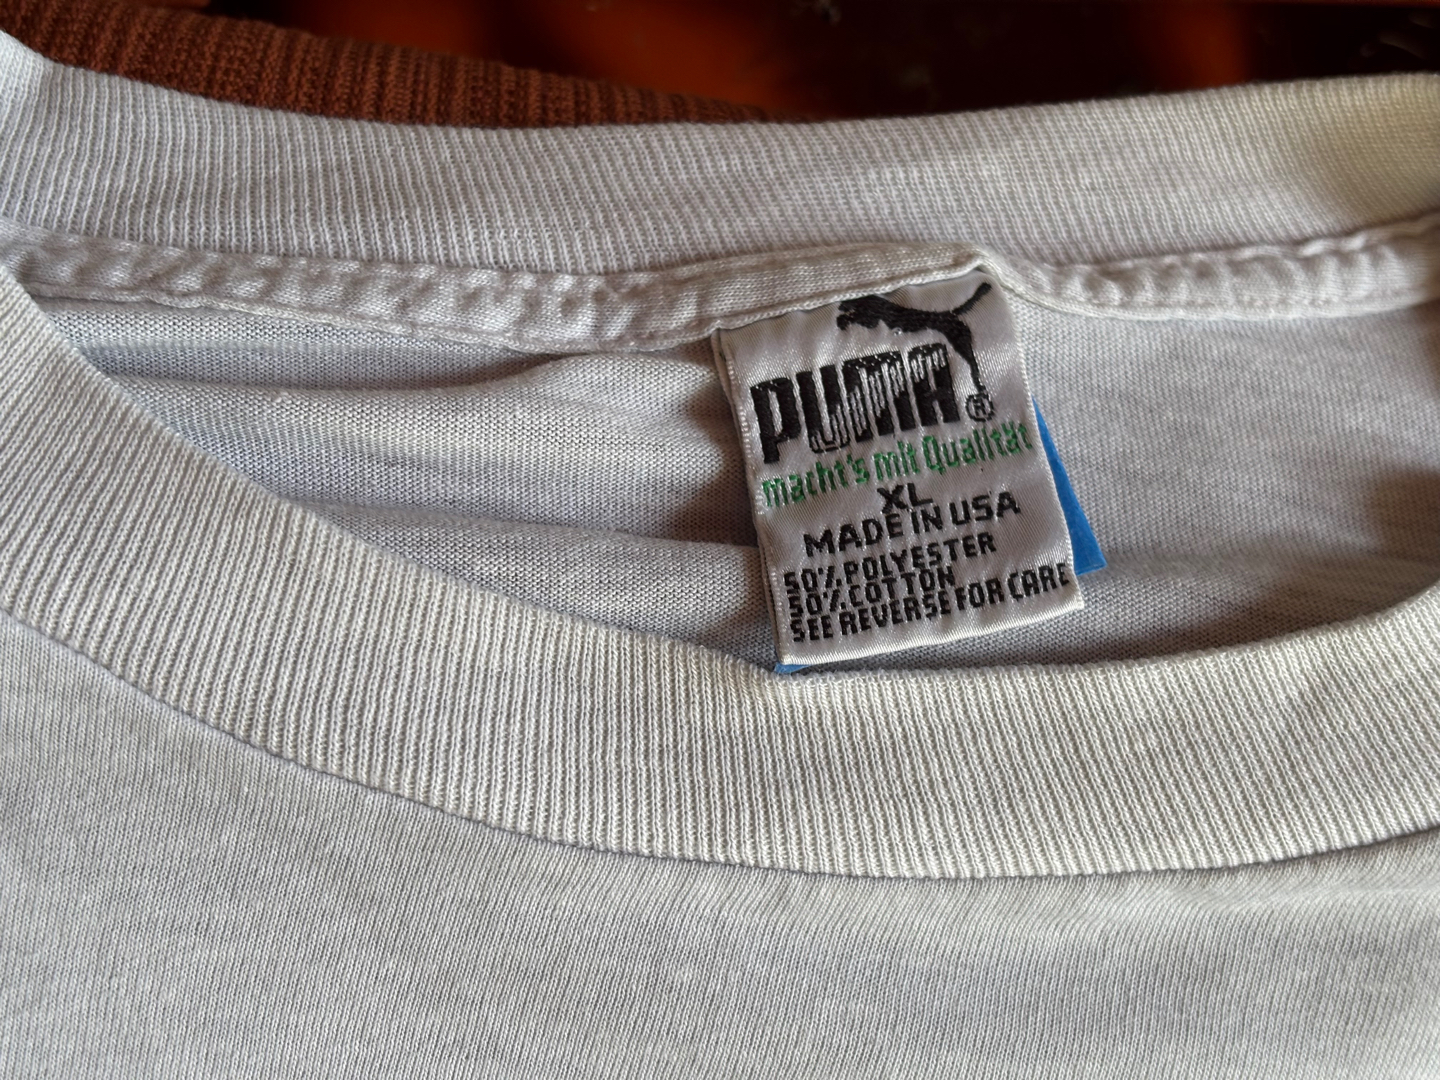 PUMA®
macht's mit Qualität
XL
MADE IN USA
50% POLYESTER
50% COTTON
SEE REVERSE FOR CARE